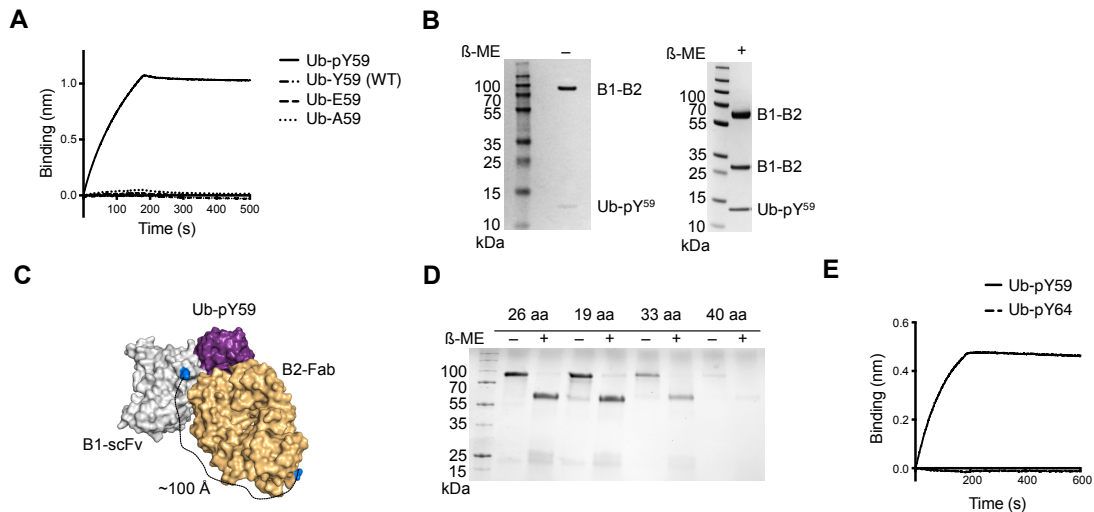 A
Binding (nm)
1.0
0.5
0.0
100 200 300 400 500
Time (s)
Ub-pY59
Ub-Y59 (WT)
Ub-E59
Ub-A59
B
ß-ME –
100
70
55
35
25
15
10
kDa
B1-B2
Ub-pY59
ß-ME +
100
70
55
35
25
15
10
kDa
B1-B2
B1-B2
Ub-pY59
C
Ub-pY59
B2-Fab
B1-scFv
~100 Å
D
26 aa 19 aa 33 aa 40 aa
ß-ME – + – + – + – +
100
70
55
35
25
15
kDa
E
Ub-pY59
Ub-pY64
Binding (nm)
0.6
0.4
0.2
0.0
200 400 600
Time (s)